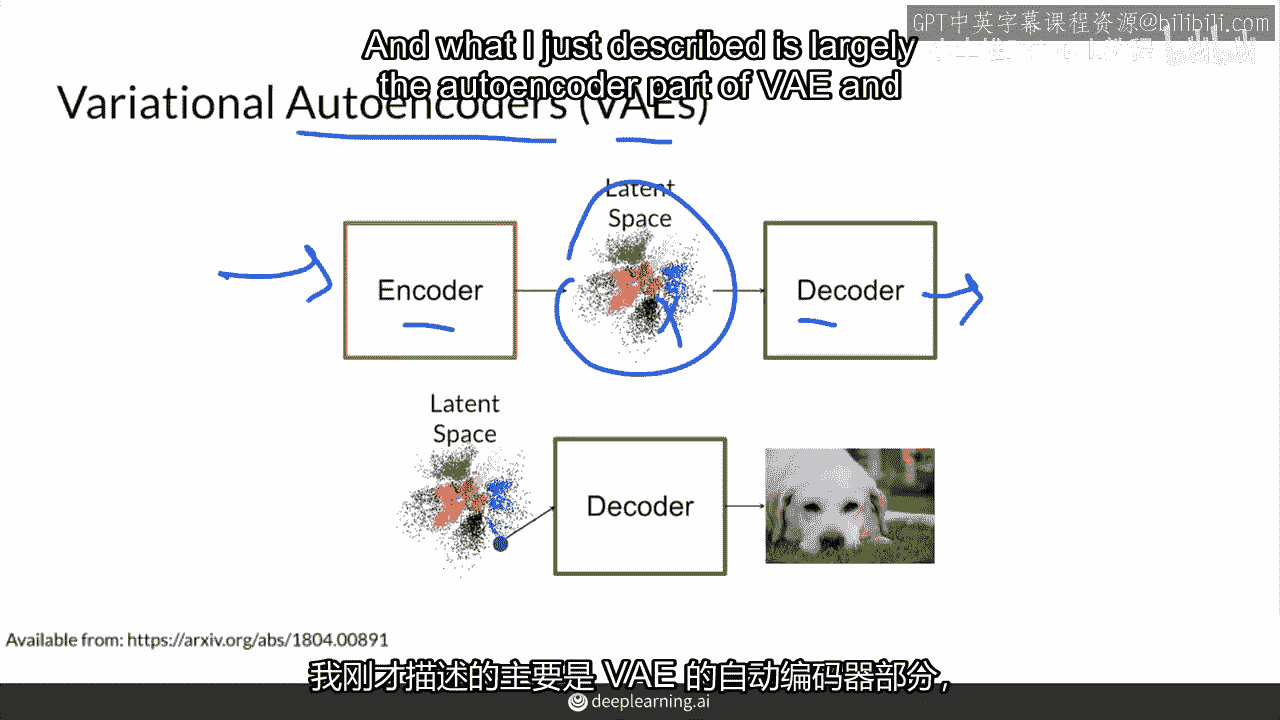 GPT中英字幕课程资源@bilibili.com
And what I just described is largely
the autoencoder part of VAE and
Variational Autoencoders (VAEs)
Latent
Space
Encoder
Decoder
Latent
Space
Decoder
Available from: https://arxiv.org/abs/1804.00891
我刚才描述的主要是 VAE 的自动编码器部分，
deeplearning.ai